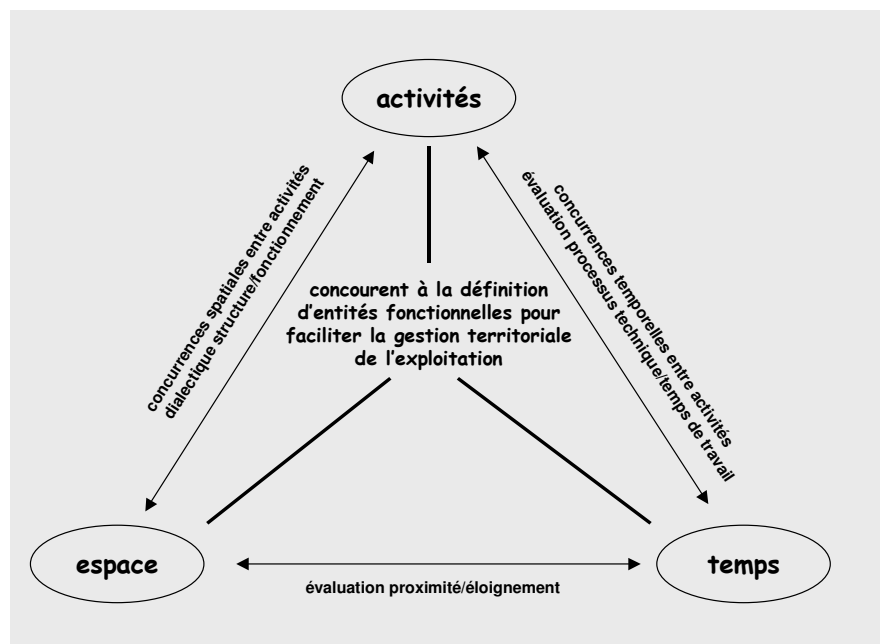 activités
concurrences spatiales entre activités
dialectique structure/fonctionnement
concurrences temporelles entre activités
évaluation processus technique/temps de travail
concourent à la définition
d'entités fonctionnelles pour
faciliter la gestion territoriale
de l'exploitation
espace
temps
évaluation proximité/éloignement